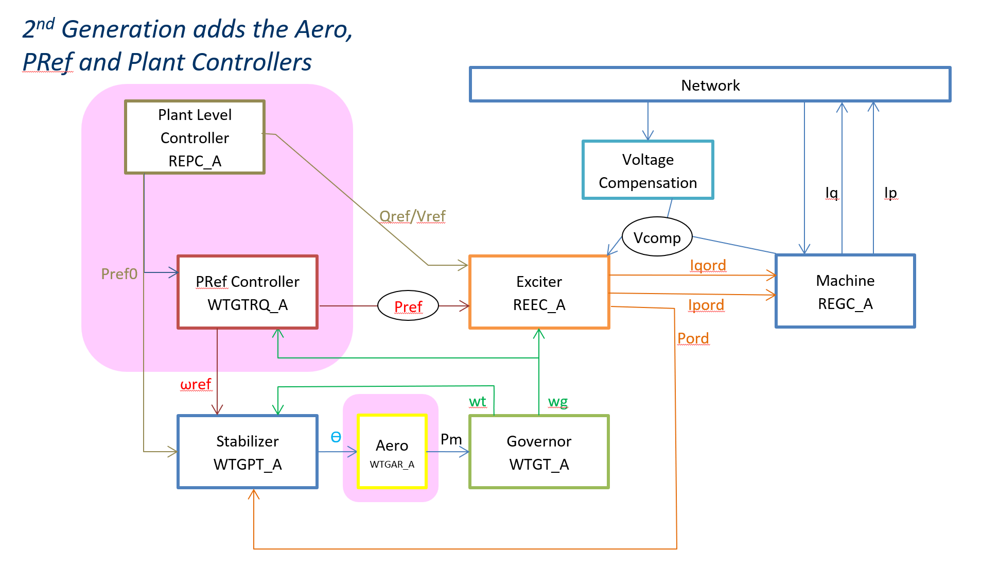 2nd Generation adds the Aero,
PRef and Plant Controllers
Network
Plant Level
Controller
REPC_A
Voltage
Compensation
Iq
Ip
Qref/Vref
Vcomp
Pref0
PRef Controller
WTGTRQ_A
Pref
Exciter
REEC_A
Iqord
Ipord
Machine
REGC_A
Pord
ωref
wt
wg
Stabilizer
WTGPT_A
Ɵ
Aero
WTGAR_A
Pm
Governor
WTGT_A